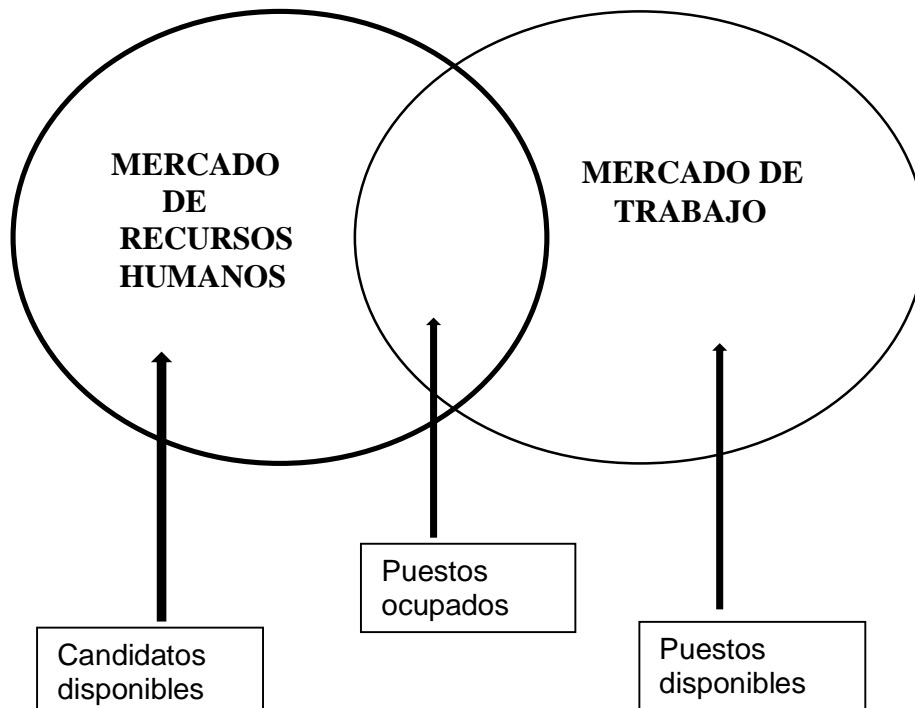 MERCADO
DE
RECURSOS
HUMANOS
MERCADO DE
TRABAJO
Puestos
ocupados
Candidatos
disponibles
Puestos
disponibles